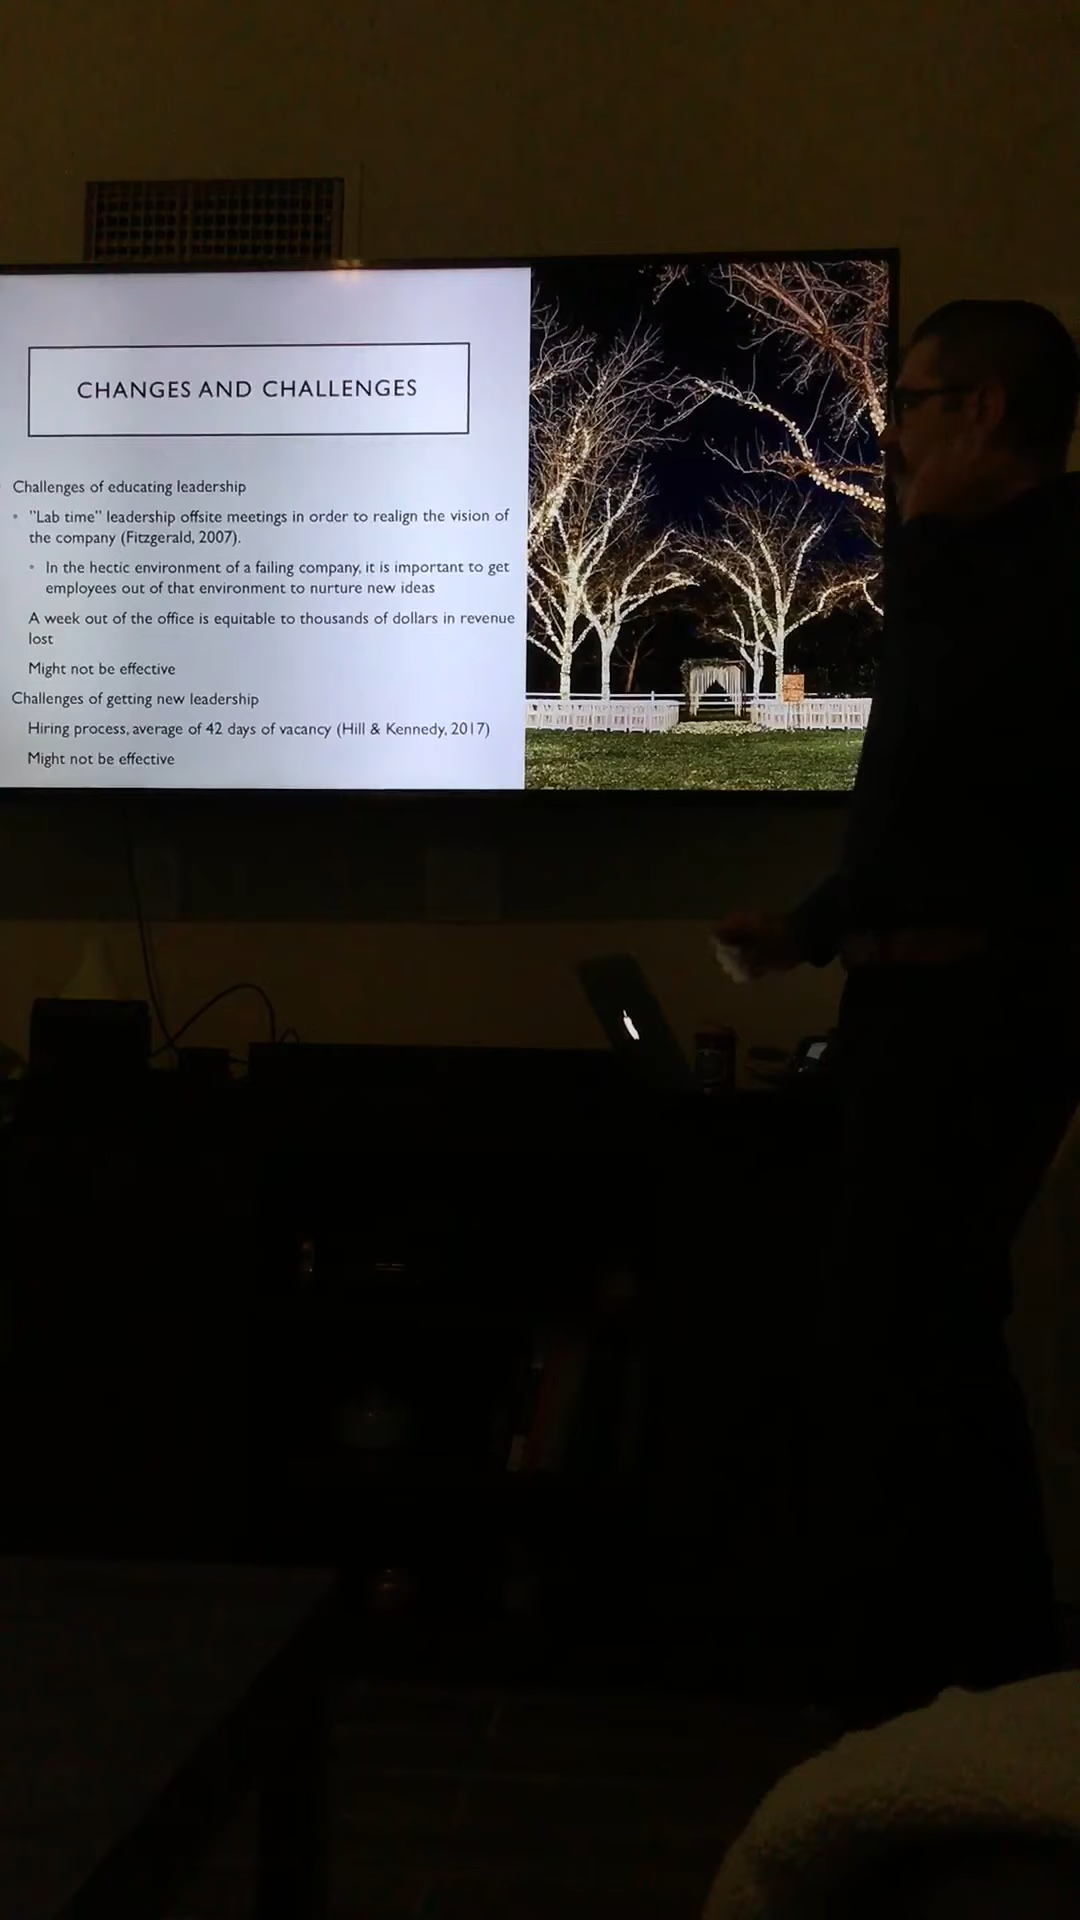 CHANGES AND CHALLENGES
Challenges of educating leadership
"Lab time" leadership offsite meetings in order to realign the vision of
the company (Fitzgerald, 2007).
In the hectic environment of a failing company, it is important to get
employees out of that environment to nurture new ideas
A week out of the office is equitable to thousands of dollars in revenue
lost
Might not be effective
Challenges of getting new leadership
Hiring process, average of 42 days of vacancy (Hill & Kennedy, 2017)
Might not be effective